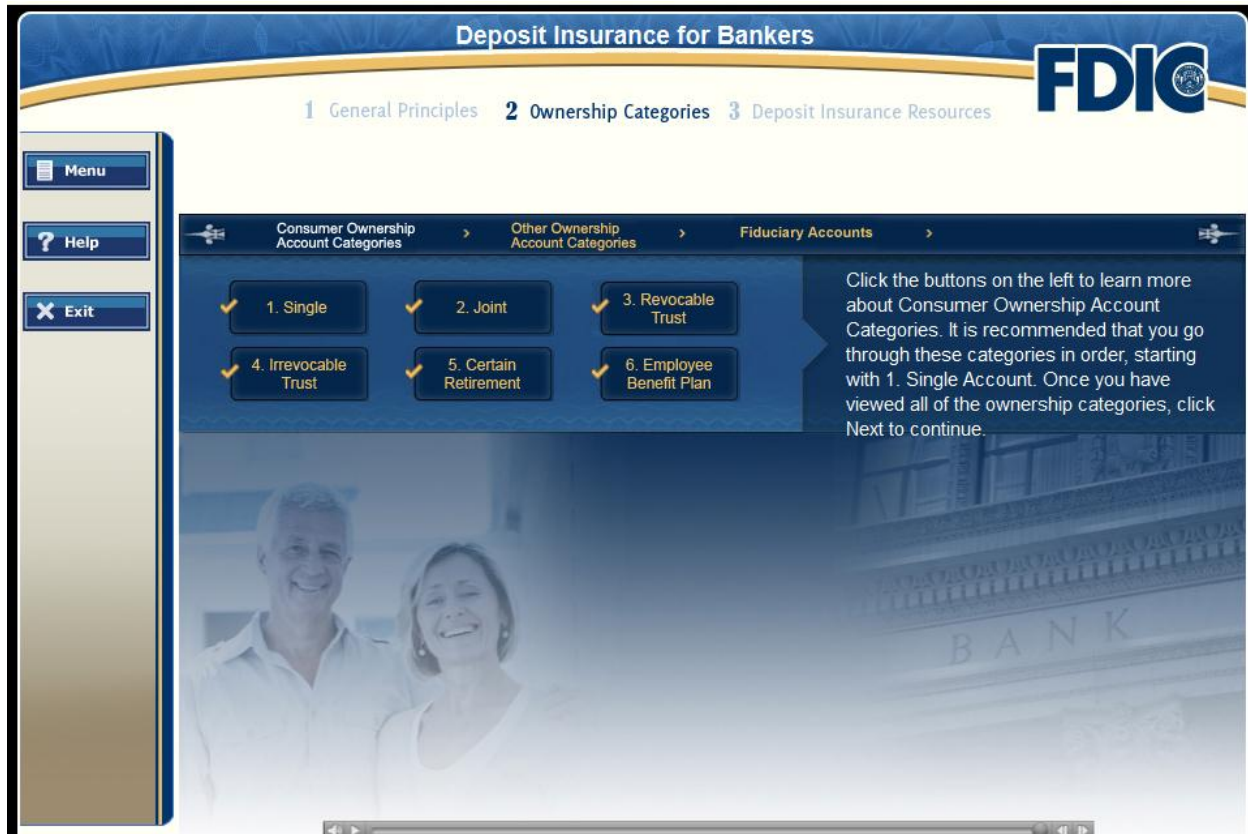 Deposit Insurance for Bankers
FDIC
1 General Principles 2 Ownership Categories 3 Deposit Insurance Resources
Menu
? Help
X Exit
Consumer Ownership
Account Categories
>
Other Ownership
Account Categories
>
Fiduciary Accounts
>
1. Single
2. Joint
3. Revocable
Trust
4. Irrevocable
Trust
5. Certain
Retirement
6. Employee
Benefit Plan
Click the buttons on the left to learn more
about Consumer Ownership Account
Categories. It is recommended that you go
through these categories in order, starting
with 1. Single Account. Once you have
viewed all of the ownership categories, click
Next to continue.
BANK